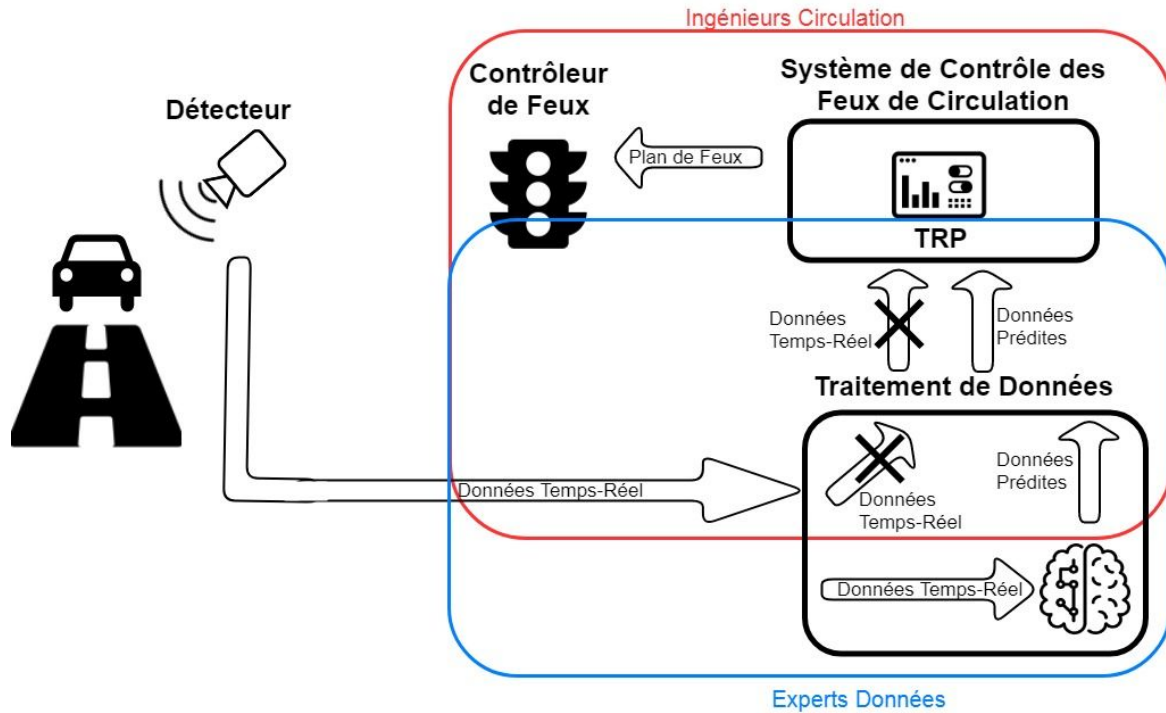 Ingénieurs Circulation
Système de Contrôle des
Feux de Circulation
Contrôleur
de Feux
Détecteur
Plan de Feux
TRP
Données
Temps-Réel
Données
Prédites
Traitement de Données
Données
Prédites
Données Temps-Réel
Données
Temps-Réel
Données Temps-Réel
Experts Données